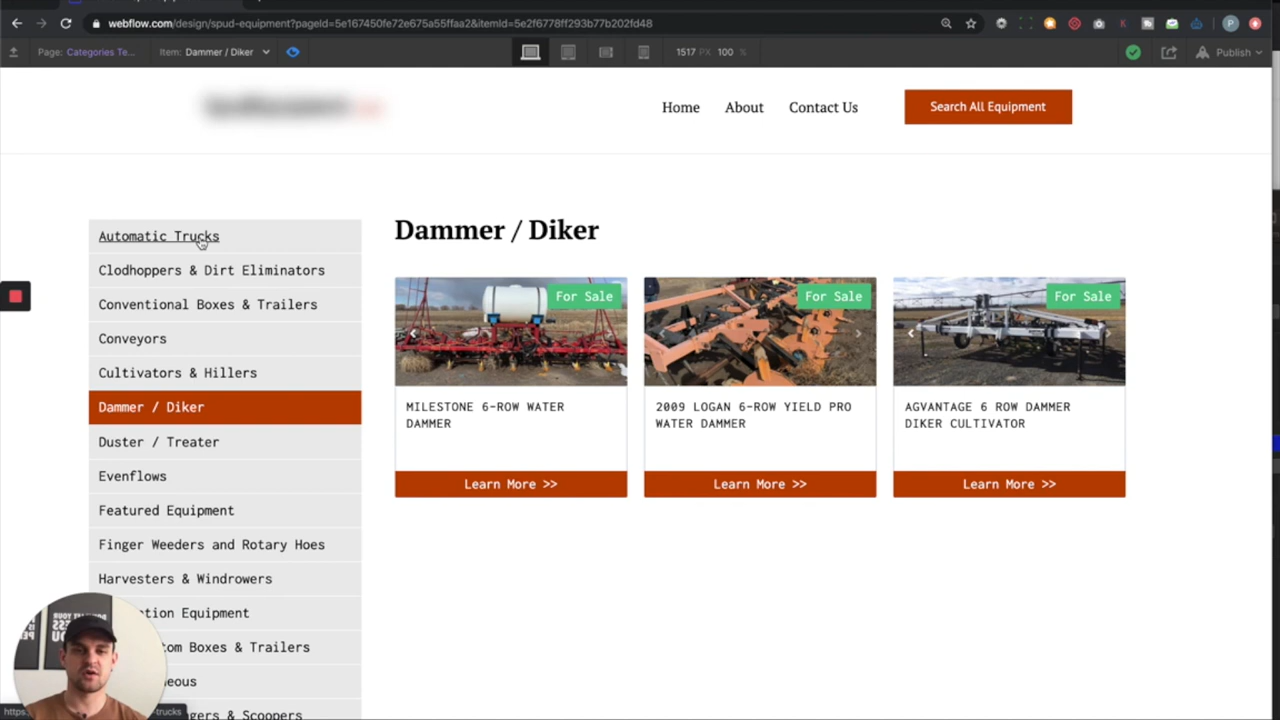 webflow.com/design/spud-equipment?pageId=5e167450fe72e675a55ffaa2&itemId=5e2f6778ff293b77b202fd48
Page: Categories Te... Item: Dammer / Diker 1517 PX 100 % Publish
Home About Contact Us Search All Equipment
Automatic Trucks
Clodhoppers & Dirt Eliminators
Conventional Boxes & Trailers
Conveyors
Cultivators & Hillers
Dammer / Diker
Duster / Treater
Evenflows
Featured Equipment
Finger Weeders and Rotary Hoes
Harvesters & Windrowers
Equipment
Boxes & Trailers
& Scoopers
Dammer / Diker
For Sale
MILESTONE 6-ROW WATER
DAMMER
Learn More >>
For Sale
2009 LOGAN 6-ROW YIELD PRO
WATER DAMMER
Learn More >>
For Sale
AGVANTAGE 6 ROW DAMMER
DIKER CULTIVATOR
Learn More >>